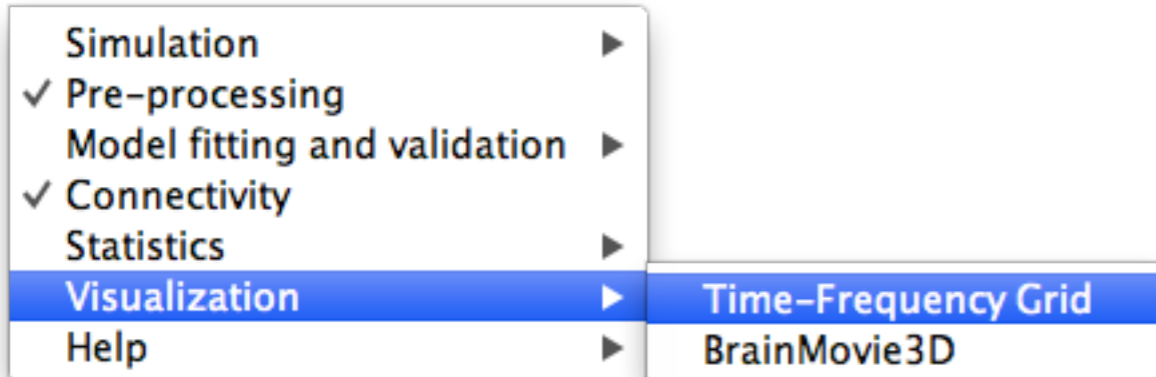 Simulation
✓ Pre-processing
Model fitting and validation
✓ Connectivity
Statistics
Visualization
Time-Frequency Grid
Help
BrainMovie3D